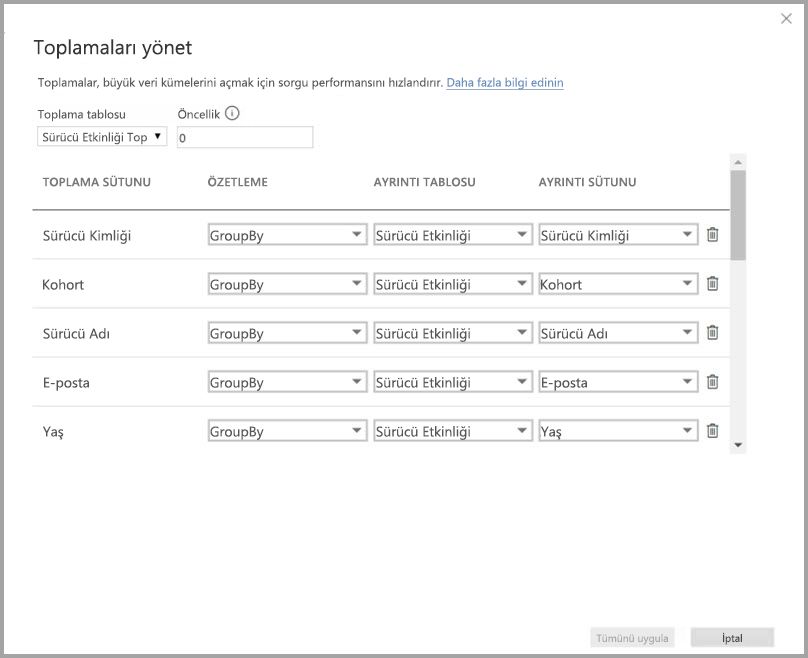 Toplamaları yönet
Toplamalar, büyük veri kümelerini açmak için sorgu performansını hızlandırır. Daha fazla bilgi edinin
Toplama tablosu Öncellik
Sürücü Etkinliği Top 0
TOPLAMA SÜTUNU ÖZETLEME AYRINTI TABLOSU AYRINTI SÜTUNU
Sürücü Kimliği GroupBy Sürücü Etkinliği Sürücü Kimliği
Kohort GroupBy Sürücü Etkinliği Kohort
Sürücü Adı GroupBy Sürücü Etkinliği Sürücü Adı
E-posta GroupBy Sürücü Etkinliği E-posta
Yaş GroupBy Sürücü Etkinliği Yaş
Tümünü uygula İptal